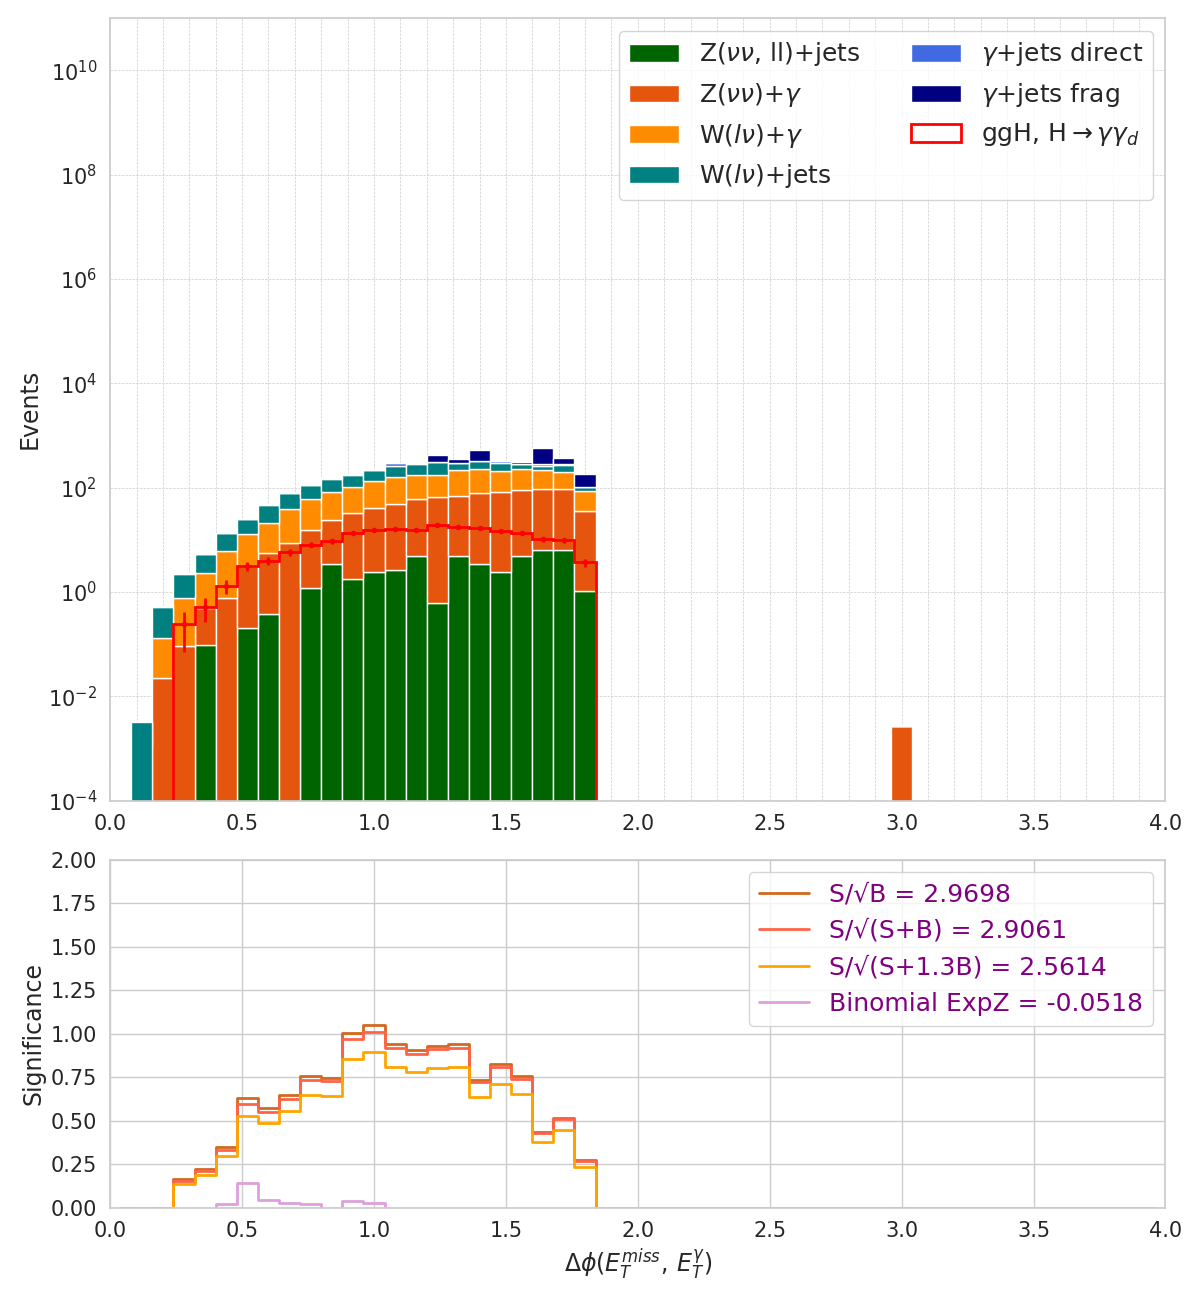 Z(νν, ll)+jets
Z(νν)+γ
W(lν)+γ
W(lν)+jets
γ+jets direct
γ+jets frag
ggH, H→γγ_d
Events
10^10
10^8
10^6
10^4
10^2
10^0
10^−2
10^−4
0.0 0.5 1.0 1.5 2.0 2.5 3.0 3.5 4.0
S/√B = 2.9698
S/√(S+B) = 2.9061
S/√(S+1.3B) = 2.5614
Binomial ExpZ = -0.0518
Significance
2.00
1.75
1.50
1.25
1.00
0.75
0.50
0.25
0.00
0.0 0.5 1.0 1.5 2.0 2.5 3.0 3.5 4.0
Δϕ(E_T^miss, E_T^γ)